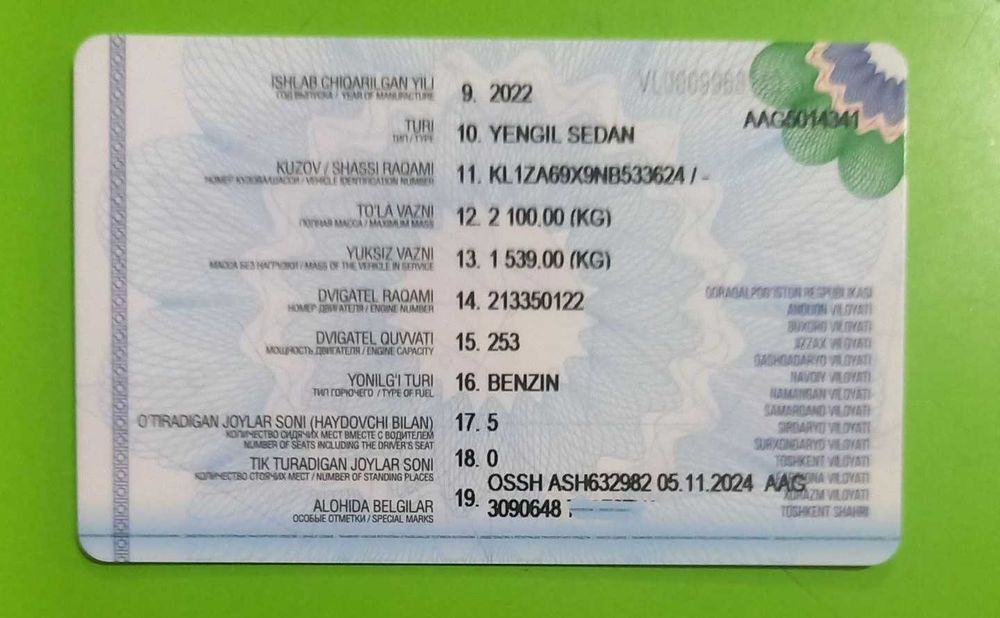 ISHLAB CHIQARILGAN YILI 9. 2022
ГОД ВЫПУСКА / YEAR OF MANUFACTURE
AAG5014341
TURI 10. YENGIL SEDAN
ТИП / TYPE
KUZOV / SHASSI RAQAMI 11. KL1ZA69X9NB533624 / -
НОМЕР КУЗОВА/ШАССИ / VEHICLE IDENTIFICATION NUMBER
TO'LA VAZNI 12. 2 100.00 (KG)
ПОЛНАЯ МАССА / MAXIMUM MASS
YUKSIZ VAZNI 13. 1 539.00 (KG)
МАССА БЕЗ НАГРУЗКИ / MASS OF THE VEHICLE IN SERVICE
DVIGATEL RAQAMI 14. 213350122
НОМЕР ДВИГАТЕЛЯ / ENGINE NUMBER
DVIGATEL QUVVATI 15. 253
МОЩНОСТЬ ДВИГАТЕЛЯ / ENGINE CAPACITY
YONILG'I TURI 16. BENZIN
ТИП ГОРЮЧЕГО / TYPE OF FUEL
O'TIRADIGAN JOYLAR SONI (HAYDOVCHI BILAN) 17. 5
КОЛИЧЕСТВО СИДЯЧИХ МЕСТ ВМЕСТЕ С ВОДИТЕЛЕМ
NUMBER OF SEATS INCLUDING THE DRIVER'S SEAT
TIK TURADIGAN JOYLAR SONI 18. 0
КОЛИЧЕСТВО СТОЯЧИХ МЕСТ / NUMBER OF STANDING PLACES
ALOHIDA BELGILAR 19. OSSH ASH632982 05.11.2024 AAG
3090648
ОСОБЫЕ ОТМЕТКИ / SPECIAL MARKS
QORAQALPOG'ISTON RESPUBLIKASI
ANDIJON VILOYATI
BUXORO VILOYATI
JIZZAX VILOYATI
QASHQADARYO VILOYATI
NAVOIY VILOYATI
NAMANGAN VILOYATI
SAMARQAND VILOYATI
SIRDARYO VILOYATI
SURXONDARYO VILOYATI
TOSHKENT VILOYATI
VILOYATI
XORAZM VILOYATI
TOSHKENT SHAHRI